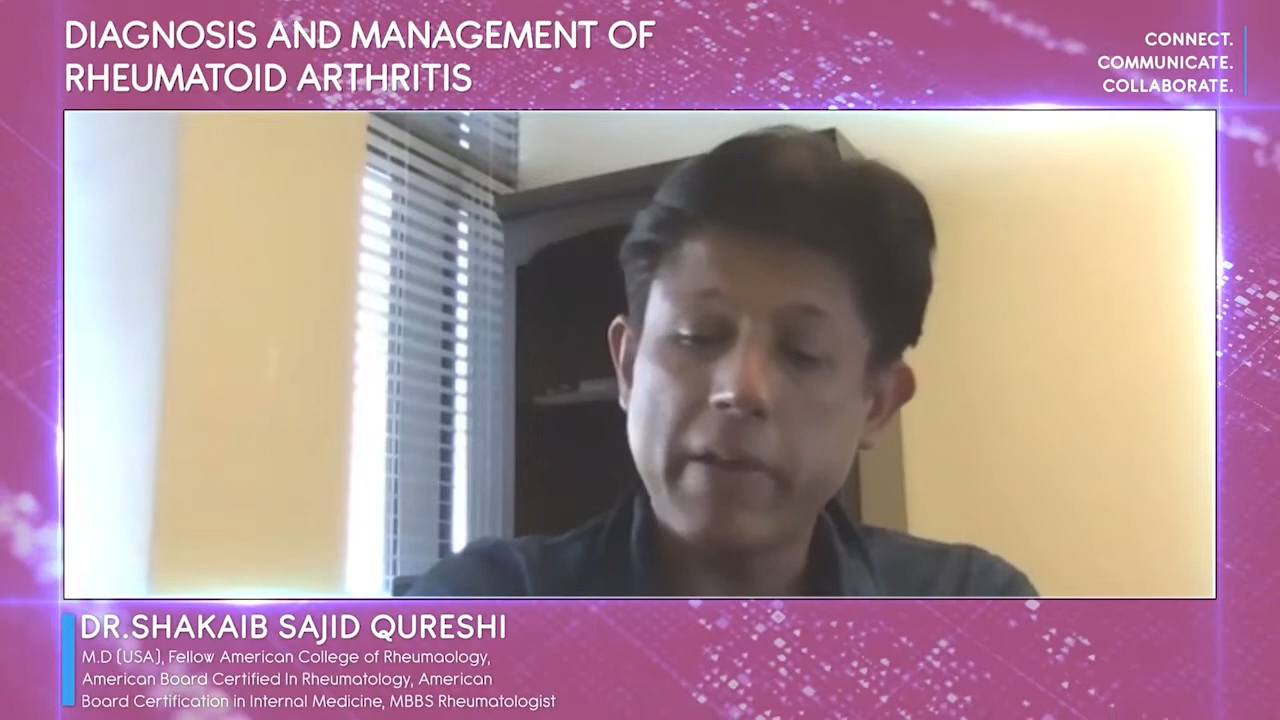 DIAGNOSIS AND MANAGEMENT OF
RHEUMATOID ARTHRITIS
CONNECT.
COMMUNICATE.
COLLABORATE.
DR.SHAKAIB SAJID QURESHI
M.D (USA), Fellow American College of Rheumaology,
American Board Certified In Rheumatology, American
Board Certification in Internal Medicine, MBBS Rheumatologist